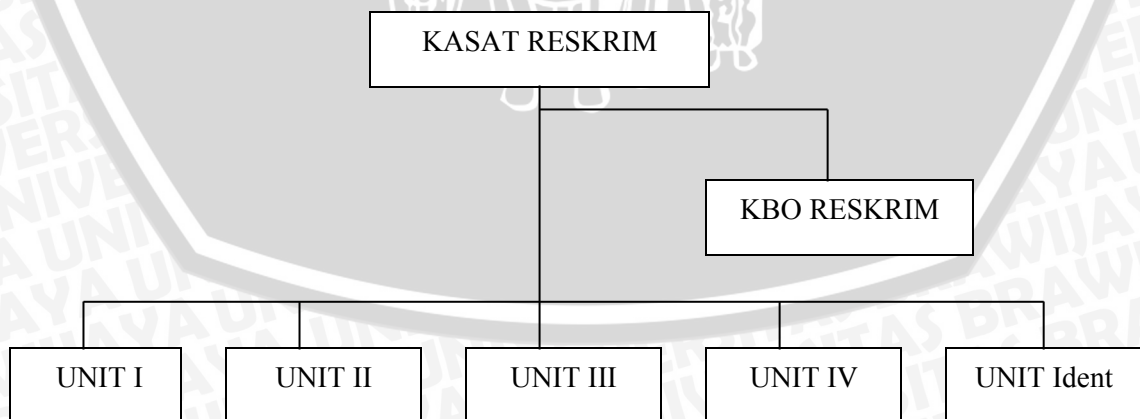 KASAT RESKRIM
KBO RESKRIM
UNIT I
UNIT II
UNIT III
UNIT IV
UNIT Ident